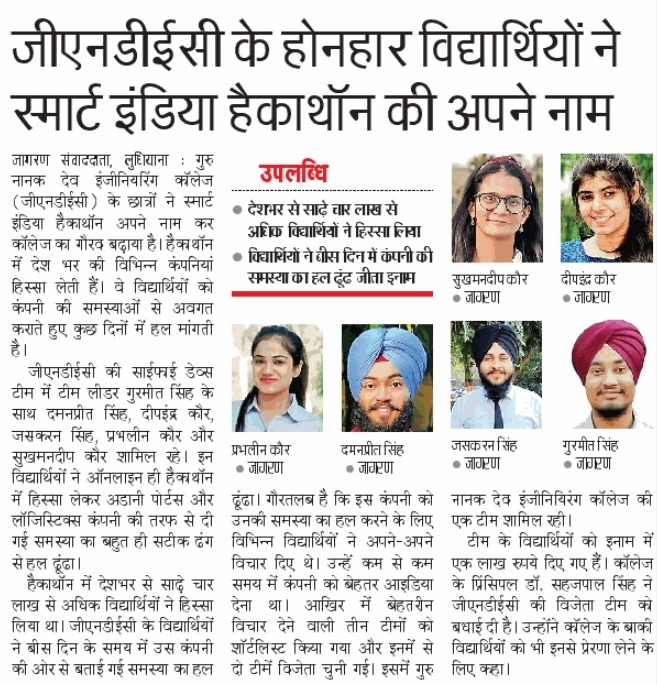 जीएनडीईसी के होनहार विद्यार्थियों ने
स्मार्ट इंडिया हैकाथॉन की अपने नाम
जागरण संवाददाता, लुधियाना : गुरु
नानक देव इंजीनियरिंग कॉलेज
(जीएनडीईसी) के छात्रों ने स्मार्ट
इंडिया हैकाथॉन अपने नाम कर
कॉलेज का गौरव बढ़ाया है। हैकाथॉन
में देश भर की विभिन्न कंपनियां
हिस्सा लेती हैं। वे विद्यार्थियों को
कंपनी की समस्याओं से अवगत
कराते हुए कुछ दिनों में हल मांगती
है।
जीएनडीईसी की साईफाई डेव्स
टीम में टीम लीडर गुरमीत सिंह के
साथ दमनप्रीत सिंह, दीपइंद्र कौर,
जसकरन सिंह, प्रभलीन कौर और
सुखमनदीप कौर शामिल रहे। इन
विद्यार्थियों ने ऑनलाइन ही हैकाथॉन
में हिस्सा लेकर अडानी पोर्टस और
लॉजिस्टिक्स कंपनी की तरफ से दी
गई समस्या का बहुत ही सटीक ढंग
से हल ढूंढा।
हैकाथॉन में देशभर से साढ़े चार
लाख से अधिक विद्यार्थियों ने हिस्सा
लिया था। जीएनडीईसी के विद्यार्थियों
ने बीस दिन के समय में उस कंपनी
की ओर से बताई गई समस्या का हल
उपलब्धि
● देशभर से साढ़े चार लाख से
अधिक विद्यार्थियों ने हिस्सा लिया
● विद्यार्थियों ने बीस दिन में कंपनी की
समस्या का हल ढूंढ जीता इनाम
सुखमनदीप कौर
● जागरण
दीपइंद्र कौर
● जागरण
प्रभलीन कौर
● जागरण
दमनप्रीत सिंह
● जागरण
जसकरन सिंह
● जागरण
गुरमीत सिंह
● जागरण
ढूंढा। गौरतलब है कि इस कंपनी को
उनकी समस्या का हल करने के लिए
विभिन्न विद्यार्थियों ने अपने-अपने
विचार दिए थे। उन्हें कम से कम
समय में कंपनी को बेहतर आइडिया
देना था। आखिर में बेहतरीन
विचार देने वाली तीन टीमों को
शॉर्टलिस्ट किया गया और इनमें से
दो टीमें विजेता चुनी गई। इसमें गुरु
नानक देव इंजीनियिरंग कॉलेज की
एक टीम शामिल रही।
टीम के विद्यार्थियों को इनाम में
एक लाख रुपये दिए गए हैं। कॉलेज
के प्रिंसिपल डॉ. सहजपाल सिंह ने
जीएनडीईसी की विजेता टीम को
बधाई दी है। उन्होंने कॉलेज के बाकी
विद्यार्थियों को भी इनसे प्रेरणा लेने के
लिए कहा।